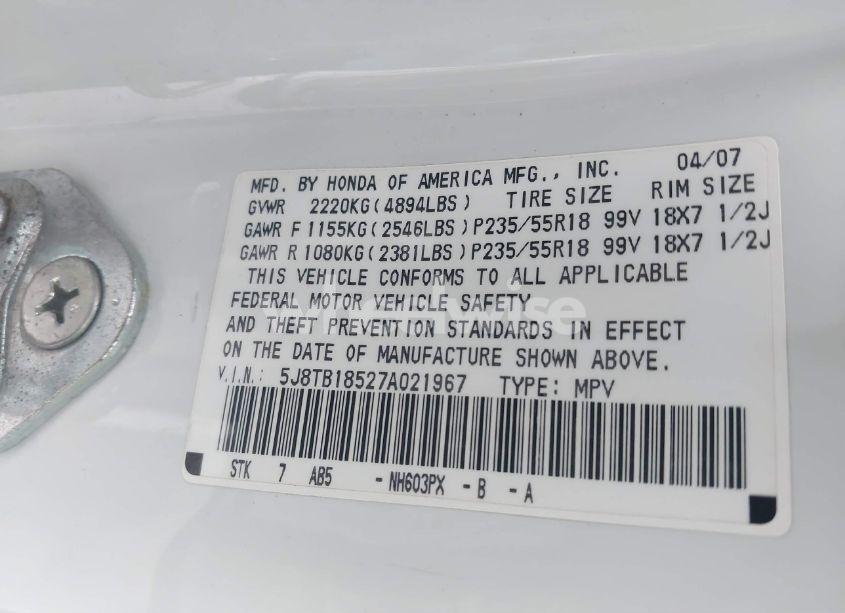 04/07
MFD. BY HONDA OF AMERICA MFG., INC.
GVWR 2220KG(4894LBS) TIRE SIZE RIM SIZE
GAWR F 1155KG(2546LBS)P235/55R18 99V 18X7 1/2J
GAWR R 1080KG(2381LBS)P235/55R18 99V 18X7 1/2J
THIS VEHICLE CONFORMS TO ALL APPLICABLE
FEDERAL MOTOR VEHICLE SAFETY
AND THEFT PREVENTION STANDARDS IN EFFECT
ON THE DATE OF MANUFACTURE SHOWN ABOVE.
V.I.N.: 5J8TB18527A021967 TYPE: MPV
STK 7 AB5 - NH603PX - B - A